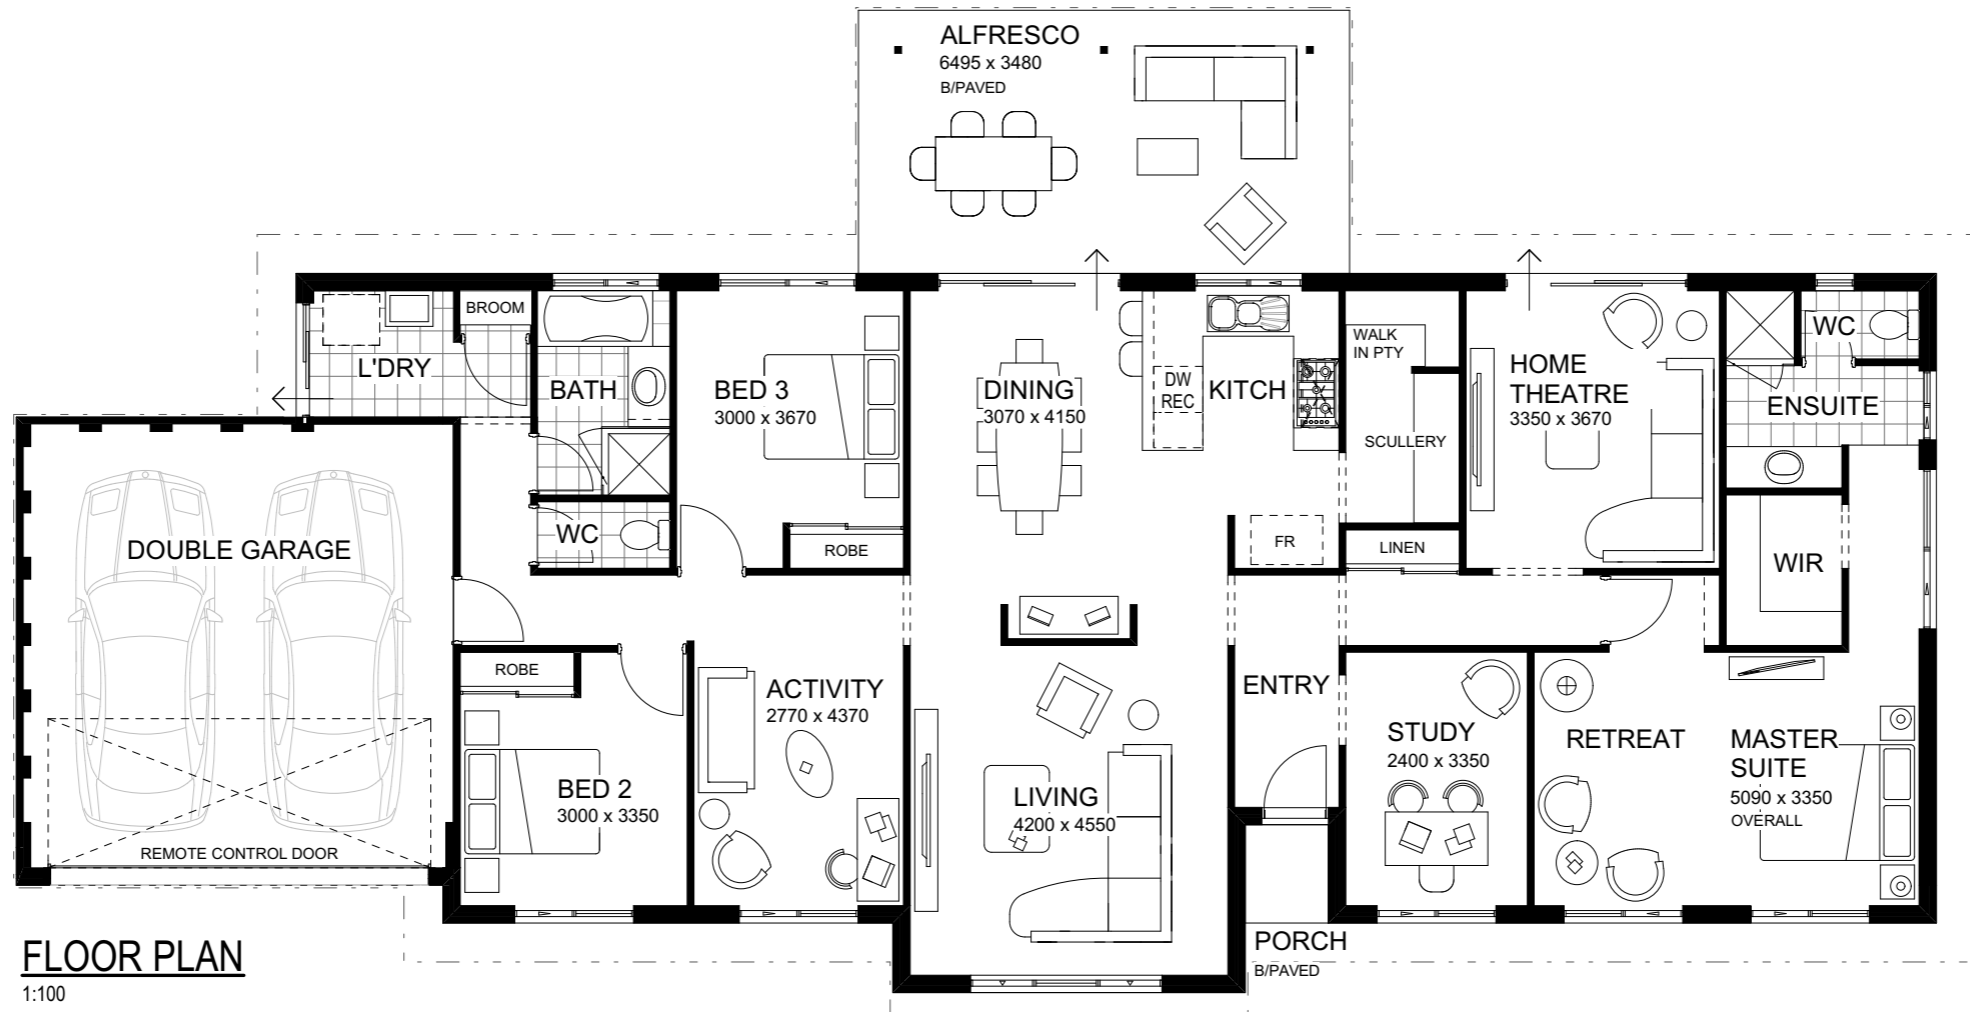 ALFRESCO
6495 x 3480
B/PAVED
BROOM
L'DRY
BATH
BED 3
3000 x 3670
DINING
3070 x 4150
DW
REC
KITCH
WALK
IN PTY
SCULLERY
HOME
THEATRE
3350 x 3670
WC
ENSUITE
DOUBLE GARAGE
WC
ROBE
FR
LINEN
WIR
ROBE
ACTIVITY
2770 x 4370
ENTRY
BED 2
3000 x 3350
LIVING
4200 x 4550
STUDY
2400 x 3350
RETREAT
MASTER
SUITE
5090 x 3350
OVERALL
REMOTE CONTROL DOOR
PORCH
B/PAVED
FLOOR PLAN
1:100